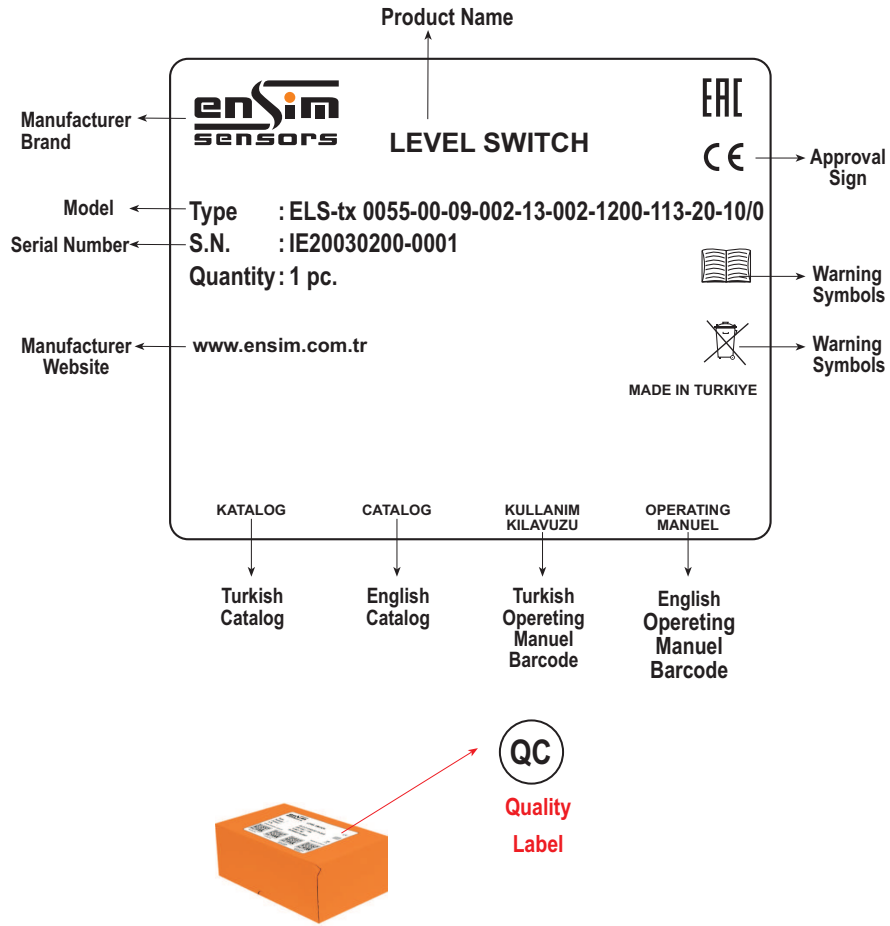 Product Name
Manufacturer
Brand
ensim
sensors
LEVEL SWITCH
EAC
CE
Approval
Sign
Model
Type : ELS-tx 0055-00-09-002-13-002-1200-113-20-10/0
Serial Number
S.N. : IE20030200-0001
Quantity : 1 pc.
Warning
Symbols
Manufacturer
Website
www.ensim.com.tr
Warning
Symbols
MADE IN TURKIYE
KATALOG
CATALOG
KULLANIM
KILAVUZU
OPERATING
MANUEL
Turkish
Catalog
English
Catalog
Turkish
Opereting
Manuel
Barcode
English
Opereting
Manuel
Barcode
QC
Quality
Label